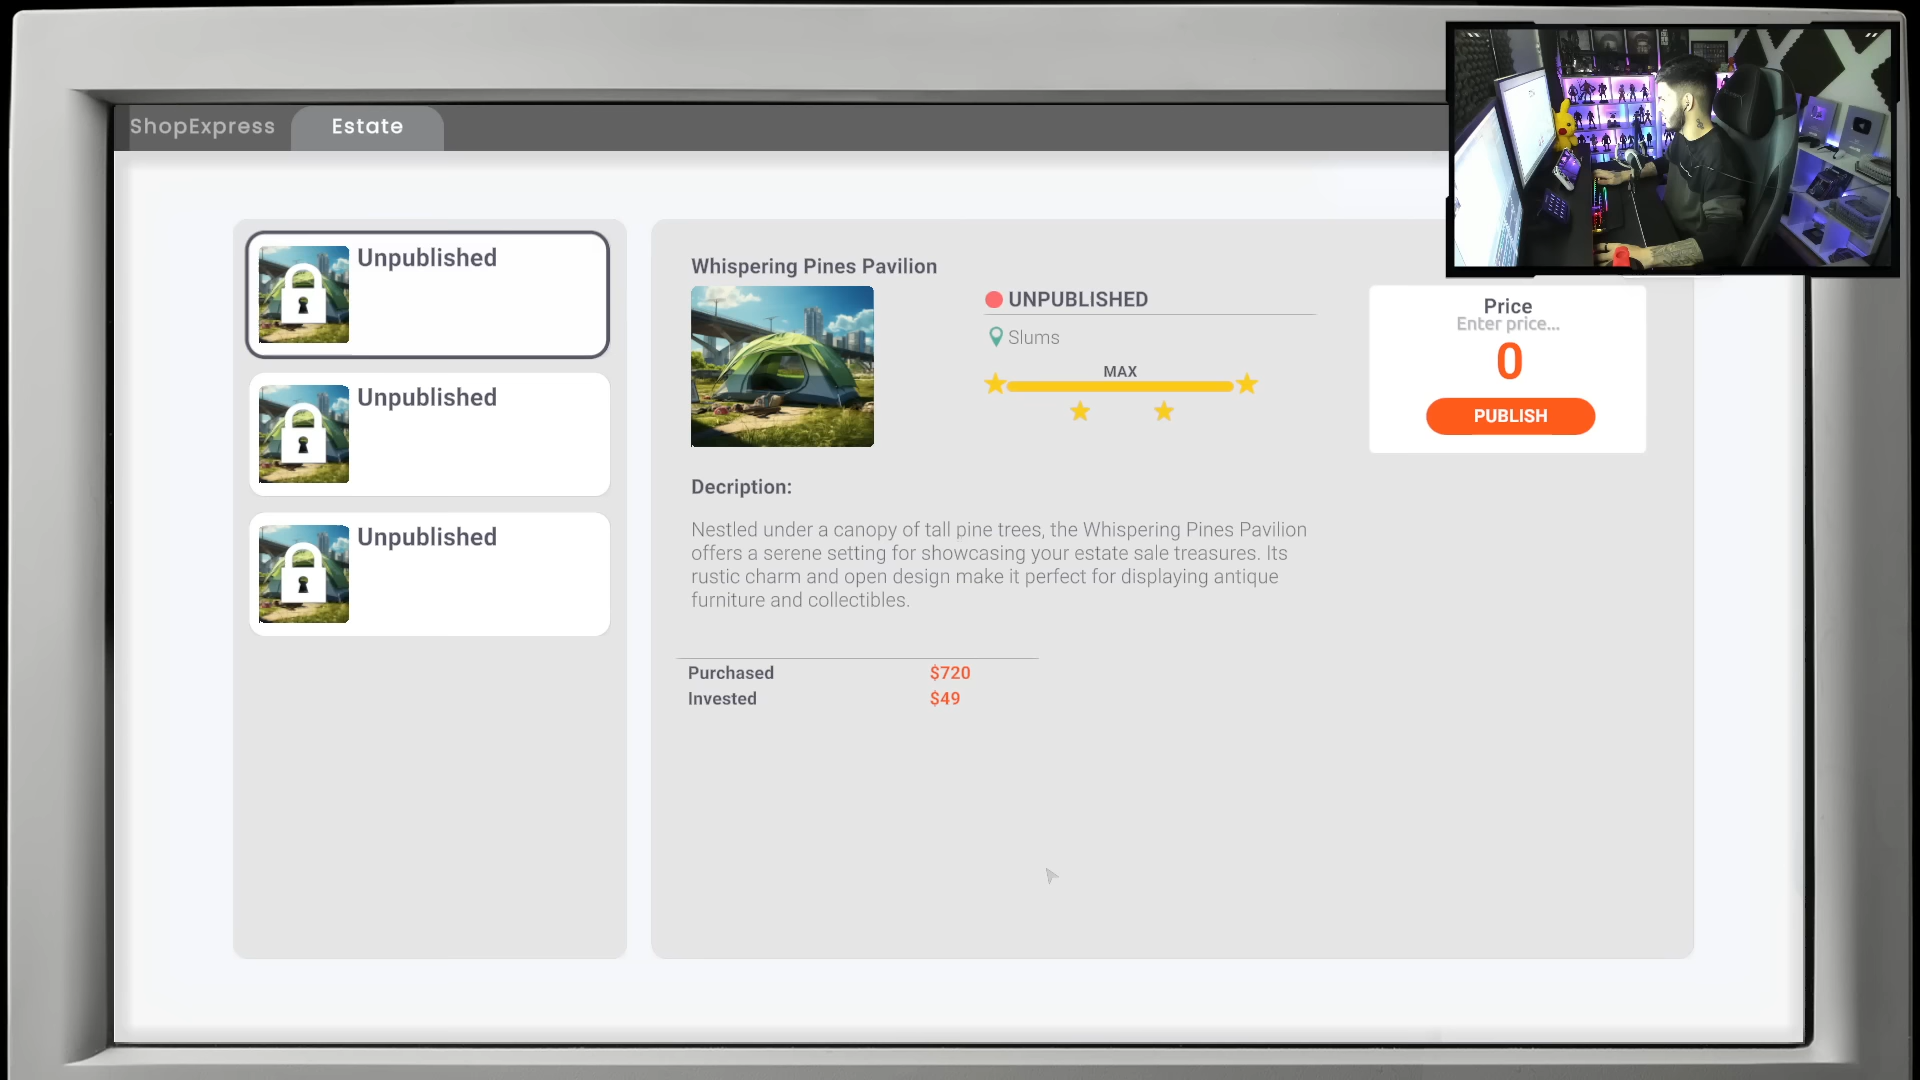 ShopExpress
Estate
Unpublished
Unpublished
Unpublished
Whispering Pines Pavilion
UNPUBLISHED
Slums
MAX
Price
Enter price...
0
PUBLISH
Decription:
Nestled under a canopy of tall pine trees, the Whispering Pines Pavilion
offers a serene setting for showcasing your estate sale treasures. Its
rustic charm and open design make it perfect for displaying antique
furniture and collectibles.
Purchased $720
Invested $49